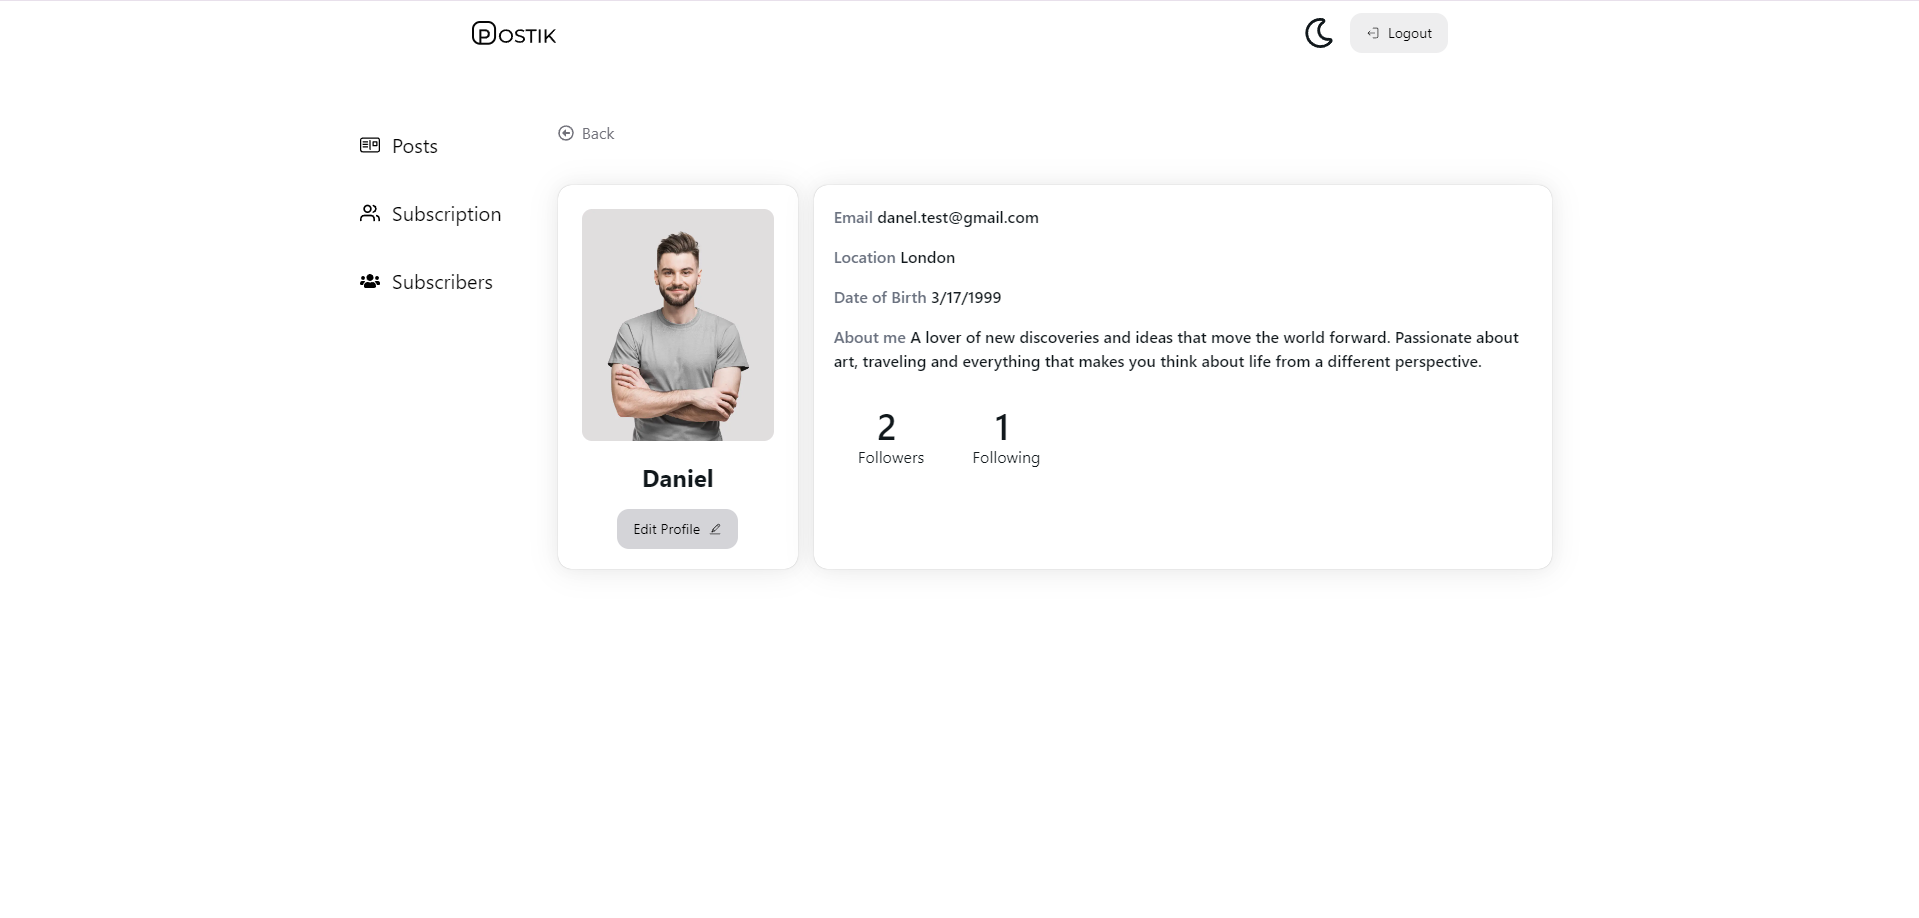 POSTIK
Logout
Posts
Subscription
Subscribers
Back
Daniel
Edit Profile
Email danel.test@gmail.com
Location London
Date of Birth 3/17/1999
About me A lover of new discoveries and ideas that move the world forward. Passionate about
art, traveling and everything that makes you think about life from a different perspective.
2 1
Followers Following